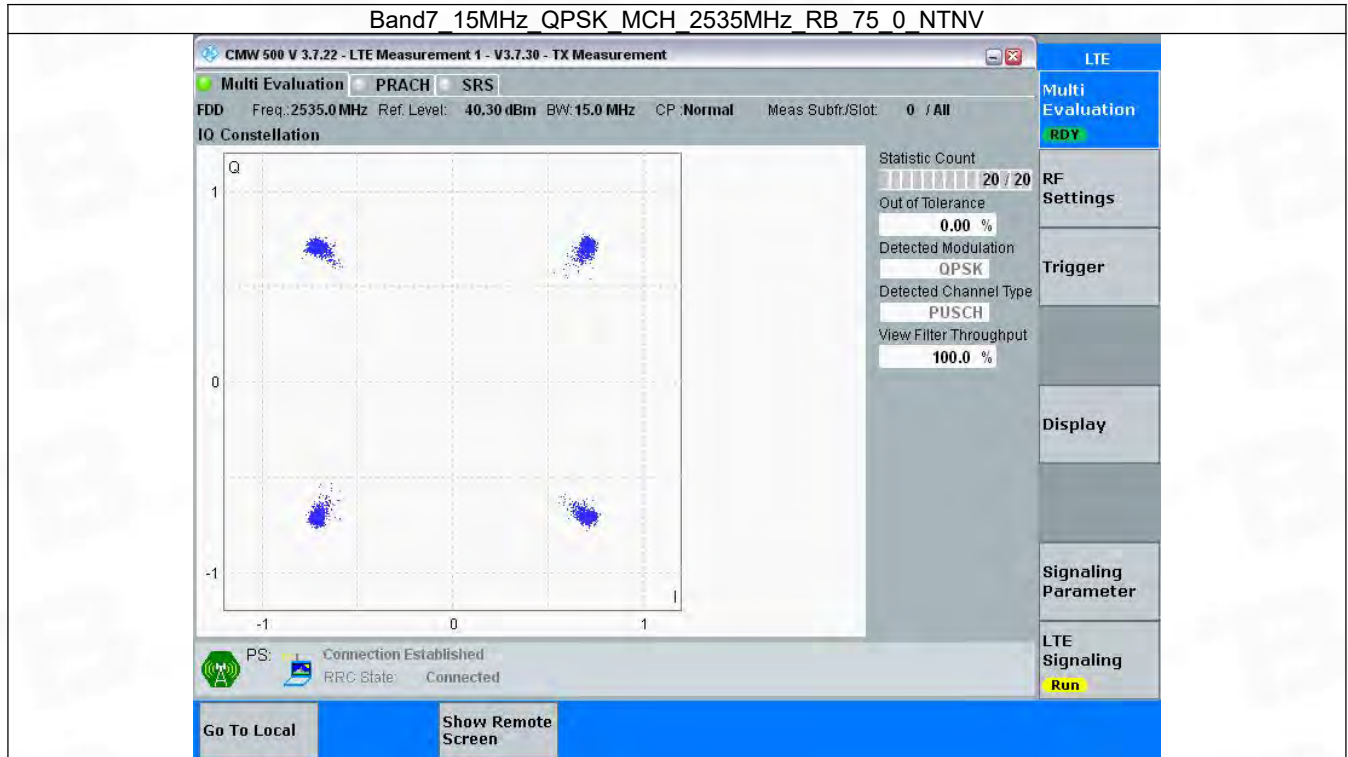 Band7_15MHz_QPSK_MCH_2535MHz_RB_75_0_NTNV
CMW 500 V 3.7.22 - LTE Measurement 1 - V3.7.30 - TX Measurement
LTE
Multi Evaluation PRACH SRS
Multi
Evaluation
RDY
FDD Freq.:2535.0 MHz Ref. Level: 40.30 dBm BW:15.0 MHz CP :Normal Meas Subfr./Slot: 0 / All
IQ Constellation
Q
1
0
-1
I
-1 0 1
Statistic Count
20 / 20
Out of Tolerance
0.00 %
Detected Modulation
QPSK
Detected Channel Type
PUSCH
View Filter Throughput
100.0 %
RF
Settings
Trigger
Display
Signaling
Parameter
LTE
Signaling
Run
PS: Connection Established
RRC State: Connected
Go To Local
Show Remote
Screen